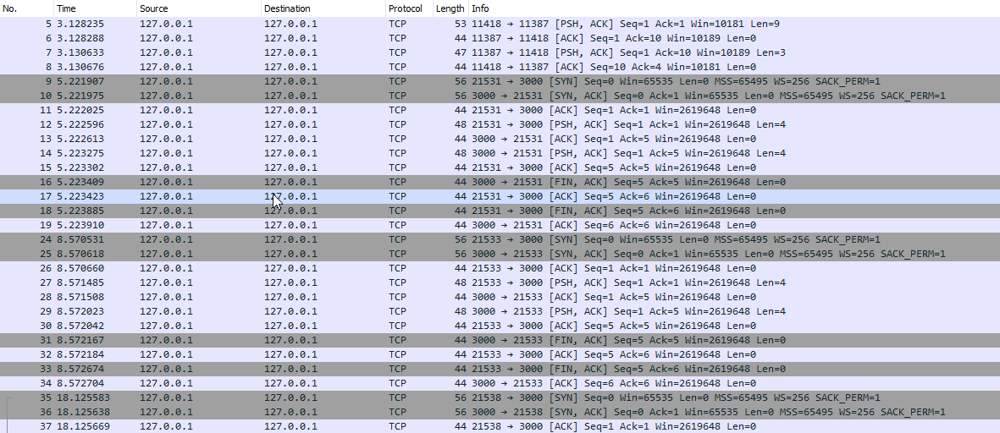 No. Time Source Destination Protocol Length Info
5 3.128235 127.0.0.1 127.0.0.1 TCP 53 11418 → 11387 [PSH, ACK] Seq=1 Ack=1 Win=10181 Len=9
6 3.128288 127.0.0.1 127.0.0.1 TCP 44 11387 → 11418 [ACK] Seq=1 Ack=10 Win=10189 Len=0
7 3.130633 127.0.0.1 127.0.0.1 TCP 47 11387 → 11418 [PSH, ACK] Seq=1 Ack=10 Win=10189 Len=3
8 3.130676 127.0.0.1 127.0.0.1 TCP 44 11418 → 11387 [ACK] Seq=10 Ack=4 Win=10181 Len=0
9 5.221907 127.0.0.1 127.0.0.1 TCP 56 21531 → 3000 [SYN] Seq=0 Win=65535 Len=0 MSS=65495 WS=256 SACK_PERM=1
10 5.221975 127.0.0.1 127.0.0.1 TCP 56 3000 → 21531 [SYN, ACK] Seq=0 Ack=1 Win=65535 Len=0 MSS=65495 WS=256 SACK_PERM=1
11 5.222025 127.0.0.1 127.0.0.1 TCP 44 21531 → 3000 [ACK] Seq=1 Ack=1 Win=2619648 Len=0
12 5.222596 127.0.0.1 127.0.0.1 TCP 48 21531 → 3000 [PSH, ACK] Seq=1 Ack=1 Win=2619648 Len=4
13 5.222613 127.0.0.1 127.0.0.1 TCP 44 3000 → 21531 [ACK] Seq=1 Ack=5 Win=2619648 Len=0
14 5.223275 127.0.0.1 127.0.0.1 TCP 48 3000 → 21531 [PSH, ACK] Seq=1 Ack=5 Win=2619648 Len=4
15 5.223302 127.0.0.1 127.0.0.1 TCP 44 21531 → 3000 [ACK] Seq=5 Ack=5 Win=2619648 Len=0
16 5.223409 127.0.0.1 127.0.0.1 TCP 44 3000 → 21531 [FIN, ACK] Seq=5 Ack=5 Win=2619648 Len=0
17 5.223423 127.0.0.1 127.0.0.1 TCP 44 21531 → 3000 [ACK] Seq=5 Ack=6 Win=2619648 Len=0
18 5.223885 127.0.0.1 127.0.0.1 TCP 44 21531 → 3000 [FIN, ACK] Seq=5 Ack=6 Win=2619648 Len=0
19 5.223910 127.0.0.1 127.0.0.1 TCP 44 3000 → 21531 [ACK] Seq=6 Ack=6 Win=2619648 Len=0
24 8.570531 127.0.0.1 127.0.0.1 TCP 56 21533 → 3000 [SYN] Seq=0 Win=65535 Len=0 MSS=65495 WS=256 SACK_PERM=1
25 8.570618 127.0.0.1 127.0.0.1 TCP 56 3000 → 21533 [SYN, ACK] Seq=0 Ack=1 Win=65535 Len=0 MSS=65495 WS=256 SACK_PERM=1
26 8.570660 127.0.0.1 127.0.0.1 TCP 44 21533 → 3000 [ACK] Seq=1 Ack=1 Win=2619648 Len=0
27 8.571485 127.0.0.1 127.0.0.1 TCP 48 21533 → 3000 [PSH, ACK] Seq=1 Ack=1 Win=2619648 Len=4
28 8.571508 127.0.0.1 127.0.0.1 TCP 44 3000 → 21533 [ACK] Seq=1 Ack=5 Win=2619648 Len=0
29 8.572023 127.0.0.1 127.0.0.1 TCP 48 3000 → 21533 [PSH, ACK] Seq=1 Ack=5 Win=2619648 Len=4
30 8.572042 127.0.0.1 127.0.0.1 TCP 44 21533 → 3000 [ACK] Seq=5 Ack=5 Win=2619648 Len=0
31 8.572167 127.0.0.1 127.0.0.1 TCP 44 3000 → 21533 [FIN, ACK] Seq=5 Ack=5 Win=2619648 Len=0
32 8.572184 127.0.0.1 127.0.0.1 TCP 44 21533 → 3000 [ACK] Seq=5 Ack=6 Win=2619648 Len=0
33 8.572674 127.0.0.1 127.0.0.1 TCP 44 21533 → 3000 [FIN, ACK] Seq=5 Ack=6 Win=2619648 Len=0
34 8.572704 127.0.0.1 127.0.0.1 TCP 44 3000 → 21533 [ACK] Seq=6 Ack=6 Win=2619648 Len=0
35 18.125583 127.0.0.1 127.0.0.1 TCP 56 21538 → 3000 [SYN] Seq=0 Win=65535 Len=0 MSS=65495 WS=256 SACK_PERM=1
36 18.125638 127.0.0.1 127.0.0.1 TCP 56 3000 → 21538 [SYN, ACK] Seq=0 Ack=1 Win=65535 Len=0 MSS=65495 WS=256 SACK_PERM=1
37 18.125669 127.0.0.1 127.0.0.1 TCP 44 21538 → 3000 [ACK] Seq=1 Ack=1 Win=2619648 Len=0